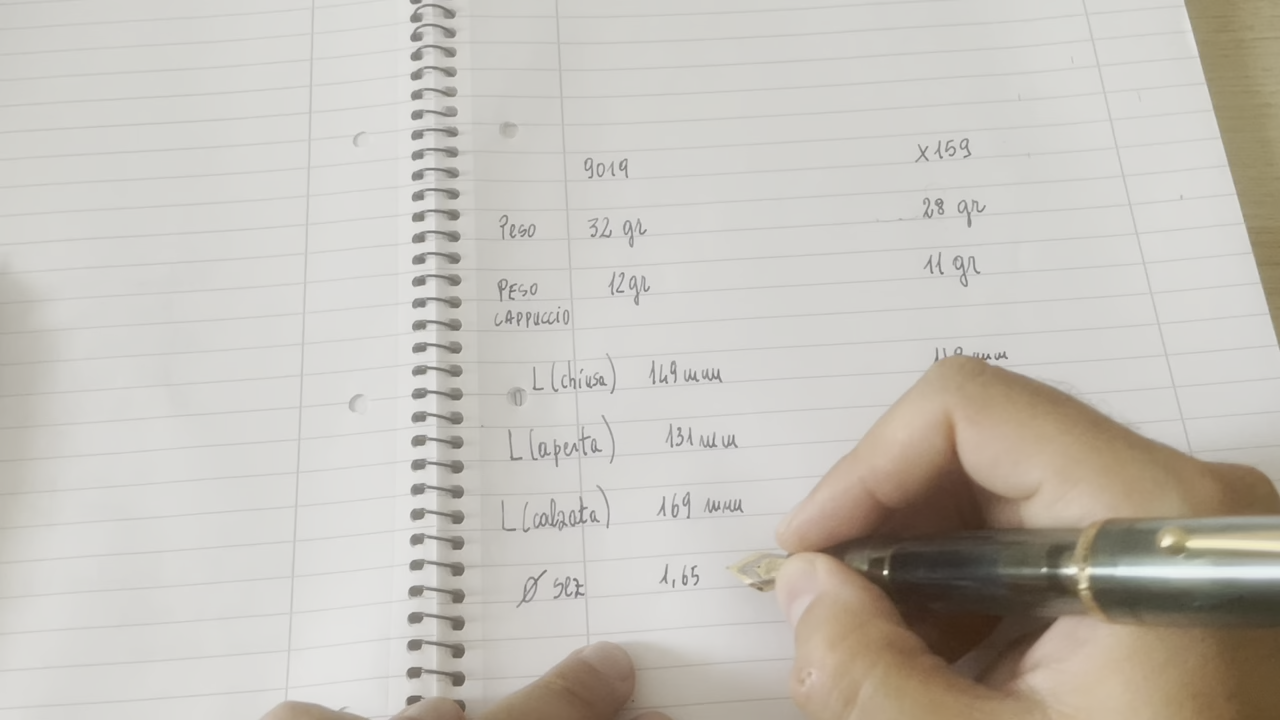 9019 X159
Peso 32 gr 28 gr
PESO 12gr 11 gr
CAPPUCCIO
L (chiusa) 149 mm mm
L (aperta) 131 mm
L (calzata) 169 mm
Ø sez 1,65